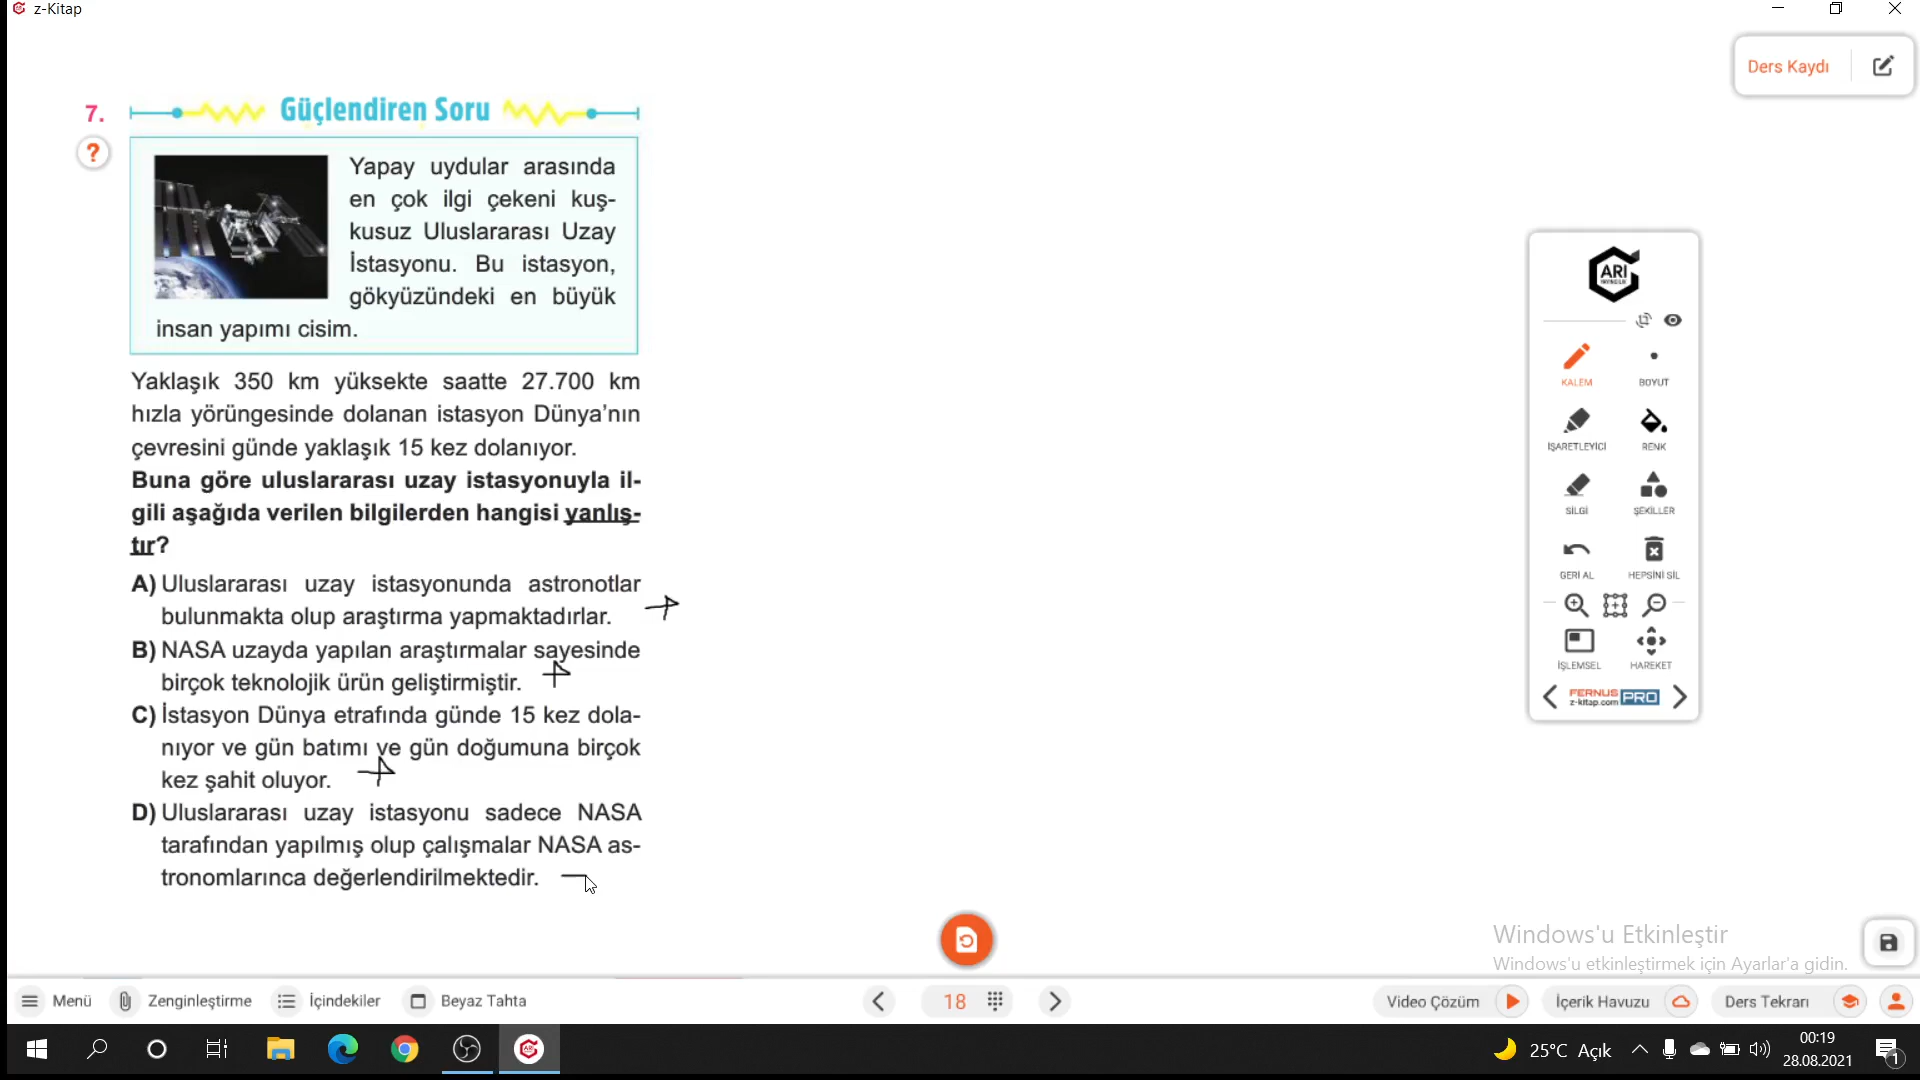 z-Kitap
Ders Kaydı
7.
Güçlendiren Soru
?
Yapay uydular arasında
en çok ilgi çekeni kuş-
kusuz Uluslararası Uzay
İstasyonu. Bu istasyon,
gökyüzündeki en büyük
insan yapımı cisim.
Yaklaşık 350 km yüksekte saatte 27.700 km
hızla yörüngesinde dolanan istasyon Dünya'nın
çevresini günde yaklaşık 15 kez dolanıyor.
Buna göre uluslararası uzay istasyonuyla il-
gili aşağıda verilen bilgilerden hangisi yanlış-
tır?
A) Uluslararası uzay istasyonunda astronotlar
bulunmakta olup araştırma yapmaktadırlar.
B) NASA uzayda yapılan araştırmalar sayesinde
birçok teknolojik ürün geliştirmiştir.
C) İstasyon Dünya etrafında günde 15 kez dola-
nıyor ve gün batımı ve gün doğumuna birçok
kez şahit oluyor.
D) Uluslararası uzay istasyonu sadece NASA
tarafından yapılmış olup çalışmalar NASA as-
tronomlarınca değerlendirilmektedir.
ARI
YAYINCILIK
KALEM
BOYUT
İŞARETLEYİCİ
RENK
SİLGİ
ŞEKİLLER
GERİ AL
HEPSİNİ SİL
İŞLEMSEL
HAREKET
FERNUS PRO
z-kitap.com
Windows'u Etkinleştir
Windows'u etkinleştirmek için Ayarlar'a gidin.
Menü
Zenginleştirme
İçindekiler
Beyaz Tahta
18
Video Çözüm
İçerik Havuzu
Ders Tekrarı
25°C Açık
00:19
28.08.2021
1